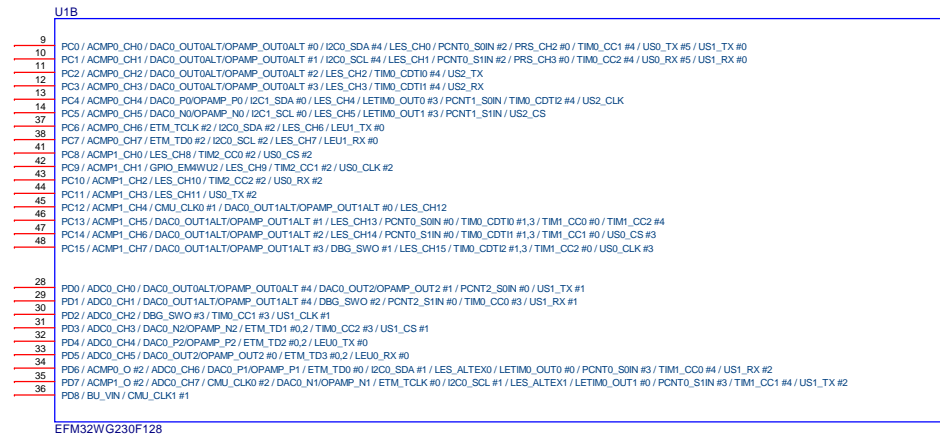 U1B
9 PC0 / ACMP0_CH0 / DAC0_OUT0ALT/OPAMP_OUT0ALT #0 / I2C0_SDA #4 / LES_CH0 / PCNT0_S0IN #2 / PRS_CH2 #0 / TIM0_CC1 #4 / US0_TX #5 / US1_TX #0
10 PC1 / ACMP0_CH1 / DAC0_OUT0ALT/OPAMP_OUT0ALT #1 / I2C0_SCL #4 / LES_CH1 / PCNT0_S1IN #2 / PRS_CH3 #0 / TIM0_CC2 #4 / US0_RX #5 / US1_RX #0
11 PC2 / ACMP0_CH2 / DAC0_OUT0ALT/OPAMP_OUT0ALT #2 / LES_CH2 / TIM0_CDTI0 #4 / US2_TX
12 PC3 / ACMP0_CH3 / DAC0_OUT0ALT/OPAMP_OUT0ALT #3 / LES_CH3 / TIM0_CDTI1 #4 / US2_RX
13 PC4 / ACMP0_CH4 / DAC0_P0/OPAMP_P0 / I2C1_SDA #0 / LES_CH4 / LETIM0_OUT0 #3 / PCNT1_S0IN / TIM0_CDTI2 #4 / US2_CLK
14 PC5 / ACMP0_CH5 / DAC0_N0/OPAMP_N0 / I2C1_SCL #0 / LES_CH5 / LETIM0_OUT1 #3 / PCNT1_S1IN / US2_CS
37 PC6 / ACMP0_CH6 / ETM_TCLK #2 / I2C0_SDA #2 / LES_CH6 / LEU1_TX #0
38 PC7 / ACMP0_CH7 / ETM_TD0 #2 / I2C0_SCL #2 / LES_CH7 / LEU1_RX #0
41 PC8 / ACMP1_CH0 / LES_CH8 / TIM2_CC0 #2 / US0_CS #2
42 PC9 / ACMP1_CH1 / GPIO_EM4WU2 / LES_CH9 / TIM2_CC1 #2 / US0_CLK #2
43 PC10 / ACMP1_CH2 / LES_CH10 / TIM2_CC2 #2 / US0_RX #2
44 PC11 / ACMP1_CH3 / LES_CH11 / US0_TX #2
45 PC12 / ACMP1_CH4 / CMU_CLK0 #1 / DAC0_OUT1ALT/OPAMP_OUT1ALT #0 / LES_CH12
46 PC13 / ACMP1_CH5 / DAC0_OUT1ALT/OPAMP_OUT1ALT #1 / LES_CH13 / PCNT0_S0IN #0 / TIM0_CDTI0 #1,3 / TIM1_CC0 #0 / TIM1_CC2 #4
47 PC14 / ACMP1_CH6 / DAC0_OUT1ALT/OPAMP_OUT1ALT #2 / LES_CH14 / PCNT0_S1IN #0 / TIM0_CDTI1 #1,3 / TIM1_CC1 #0 / US0_CS #3
48 PC15 / ACMP1_CH7 / DAC0_OUT1ALT/OPAMP_OUT1ALT #3 / DBG_SWO #1 / LES_CH15 / TIM0_CDTI2 #1,3 / TIM1_CC2 #0 / US0_CLK #3
28 PD0 / ADC0_CH0 / DAC0_OUT0ALT/OPAMP_OUT0ALT #4 / DAC0_OUT2/OPAMP_OUT2 #1 / PCNT2_S0IN #0 / US1_TX #1
29 PD1 / ADC0_CH1 / DAC0_OUT1ALT/OPAMP_OUT1ALT #4 / DBG_SWO #2 / PCNT2_S1IN #0 / TIM0_CC0 #3 / US1_RX #1
30 PD2 / ADC0_CH2 / DBG_SWO #3 / TIM0_CC1 #3 / US1_CLK #1
31 PD3 / ADC0_CH3 / DAC0_N2/OPAMP_N2 / ETM_TD1 #0,2 / TIM0_CC2 #3 / US1_CS #1
32 PD4 / ADC0_CH4 / DAC0_P2/OPAMP_P2 / ETM_TD2 #0,2 / LEU0_TX #0
33 PD5 / ADC0_CH5 / DAC0_OUT2/OPAMP_OUT2 #0 / ETM_TD3 #0,2 / LEU0_RX #0
34 PD6 / ACMP0_O #2 / ADC0_CH6 / DAC0_P1/OPAMP_P1 / ETM_TD0 #0 / I2C0_SDA #1 / LES_ALTEX0 / LETIM0_OUT0 #0 / PCNT0_S0IN #3 / TIM1_CC0 #4 / US1_RX #2
35 PD7 / ACMP1_O #2 / ADC0_CH7 / CMU_CLK0 #2 / DAC0_N1/OPAMP_N1 / ETM_TCLK #0 / I2C0_SCL #1 / LES_ALTEX1 / LETIM0_OUT1 #0 / PCNT0_S1IN #3 / TIM1_CC1 #4 / US1_TX #2
36 PD8 / BU_VIN / CMU_CLK1 #1
EFM32WG230F128